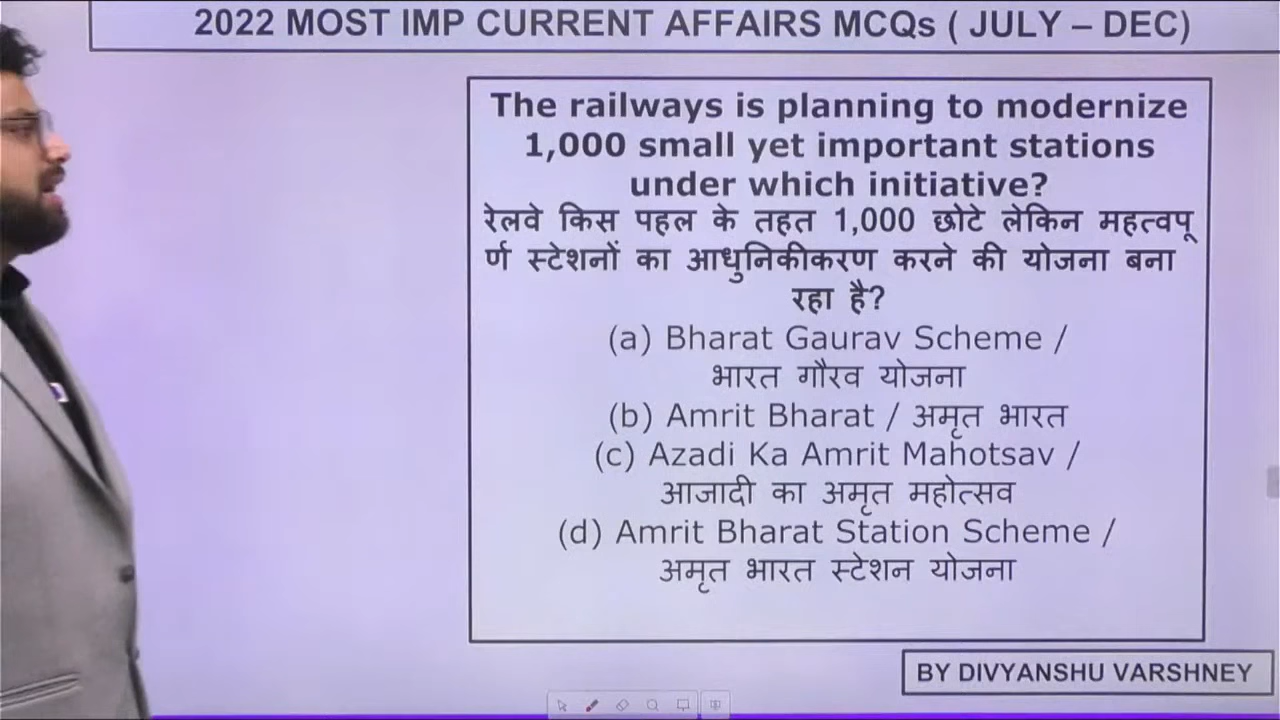 2022 MOST IMP CURRENT AFFAIRS MCQs ( JULY – DEC)
The railways is planning to modernize
1,000 small yet important stations
under which initiative?
रेलवे किस पहल के तहत 1,000 छोटे लेकिन महत्वपू
र्ण स्टेशनों का आधुनिकीकरण करने की योजना बना
रहा है?
(a) Bharat Gaurav Scheme /
भारत गौरव योजना
(b) Amrit Bharat / अमृत भारत
(c) Azadi Ka Amrit Mahotsav /
आजादी का अमृत महोत्सव
(d) Amrit Bharat Station Scheme /
अमृत भारत स्टेशन योजना
BY DIVYANSHU VARSHNEY